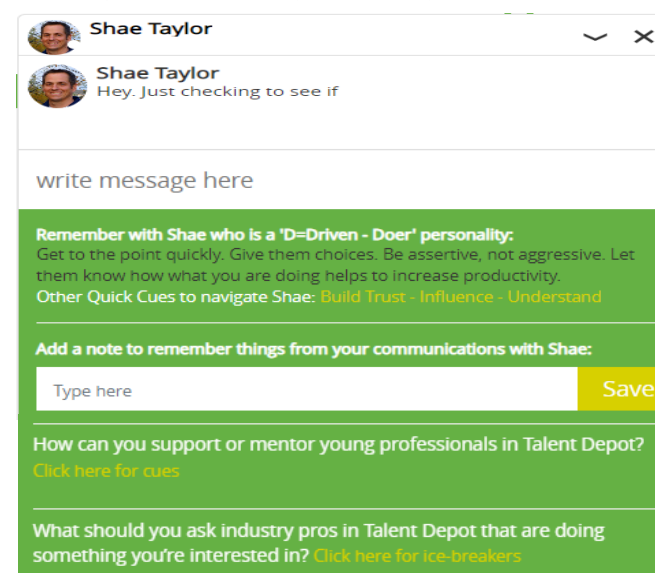 Shae Taylor
Shae Taylor
Hey. Just checking to see if
write message here
Remember with Shae who is a 'D=Driven - Doer' personality:
Get to the point quickly. Give them choices. Be assertive, not aggressive. Let
them know how what you are doing helps to increase productivity.
Other Quick Cues to navigate Shae: Build Trust - Influence - Understand
Add a note to remember things from your communications with Shae:
Type here
Save
How can you support or mentor young professionals in Talent Depot?
Click here for cues
What should you ask industry pros in Talent Depot that are doing
something you’re interested in? Click here for ice-breakers